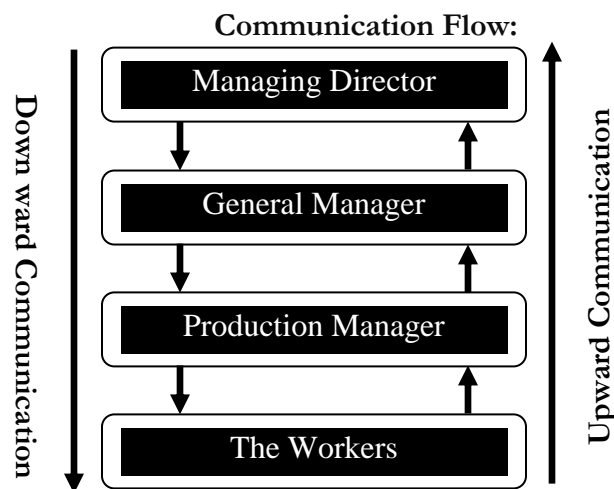 Communication Flow:
Managing Director
General Manager
Production Manager
The Workers
Down ward Communication
Upward Communication